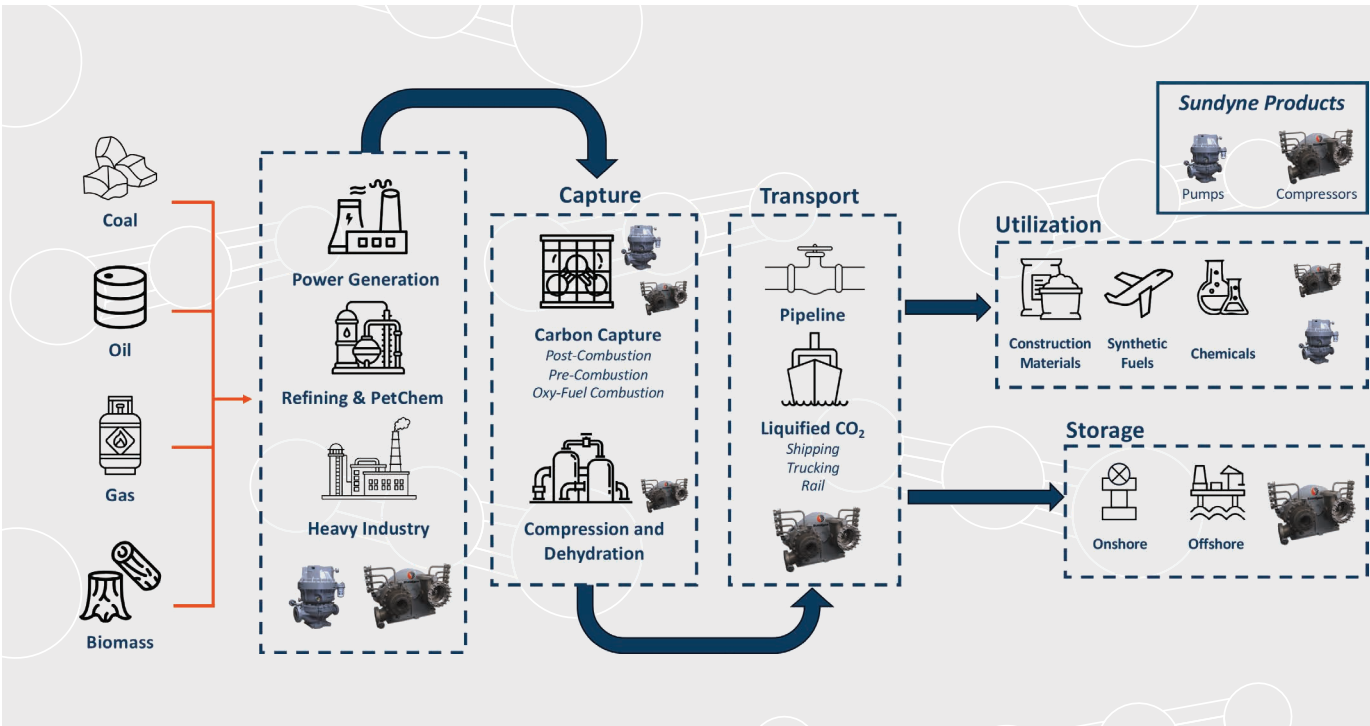 Coal
Oil
Gas
Biomass
Power Generation
Refining & PetChem
Heavy Industry
Capture
Carbon Capture
Post-Combustion
Pre-Combustion
Oxy-Fuel Combustion
Compression and
Dehydration
Transport
Pipeline
Liquified CO₂
Shipping
Trucking
Rail
Sundyne Products
Pumps
Compressors
Utilization
Construction
Materials
Synthetic
Fuels
Chemicals
Storage
Onshore
Offshore